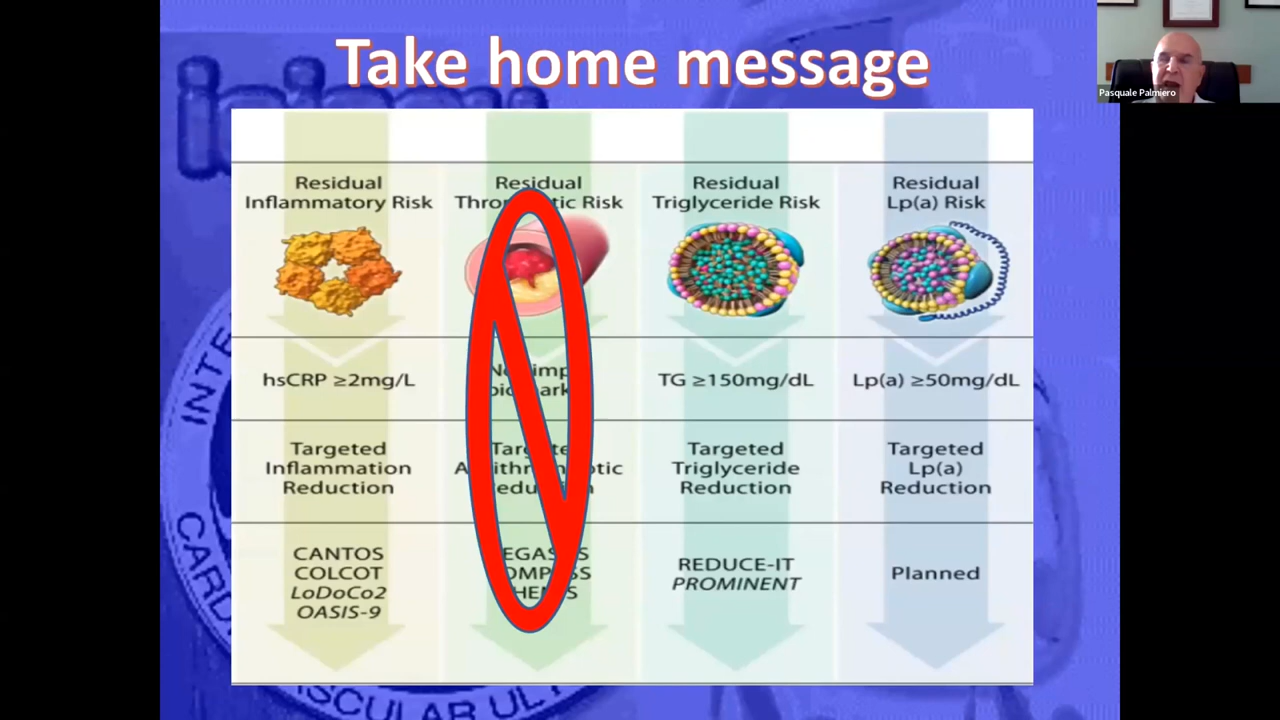 Take home message
Pasquale Palmiero
Residual
Inflammatory Risk
Residual
Risk
Residual
Triglyceride Risk
Residual
Lp(a) Risk
hsCRP ≥2mg/L
TG ≥150mg/dL
Lp(a) ≥50mg/dL
Targeted
Inflammation
Reduction
Targeted
Triglyceride
Reduction
Targeted
Lp(a)
Reduction
CANTOS
COLCOT
LoDoCo2
OASIS-9
REDUCE-IT
PROMINENT
Planned